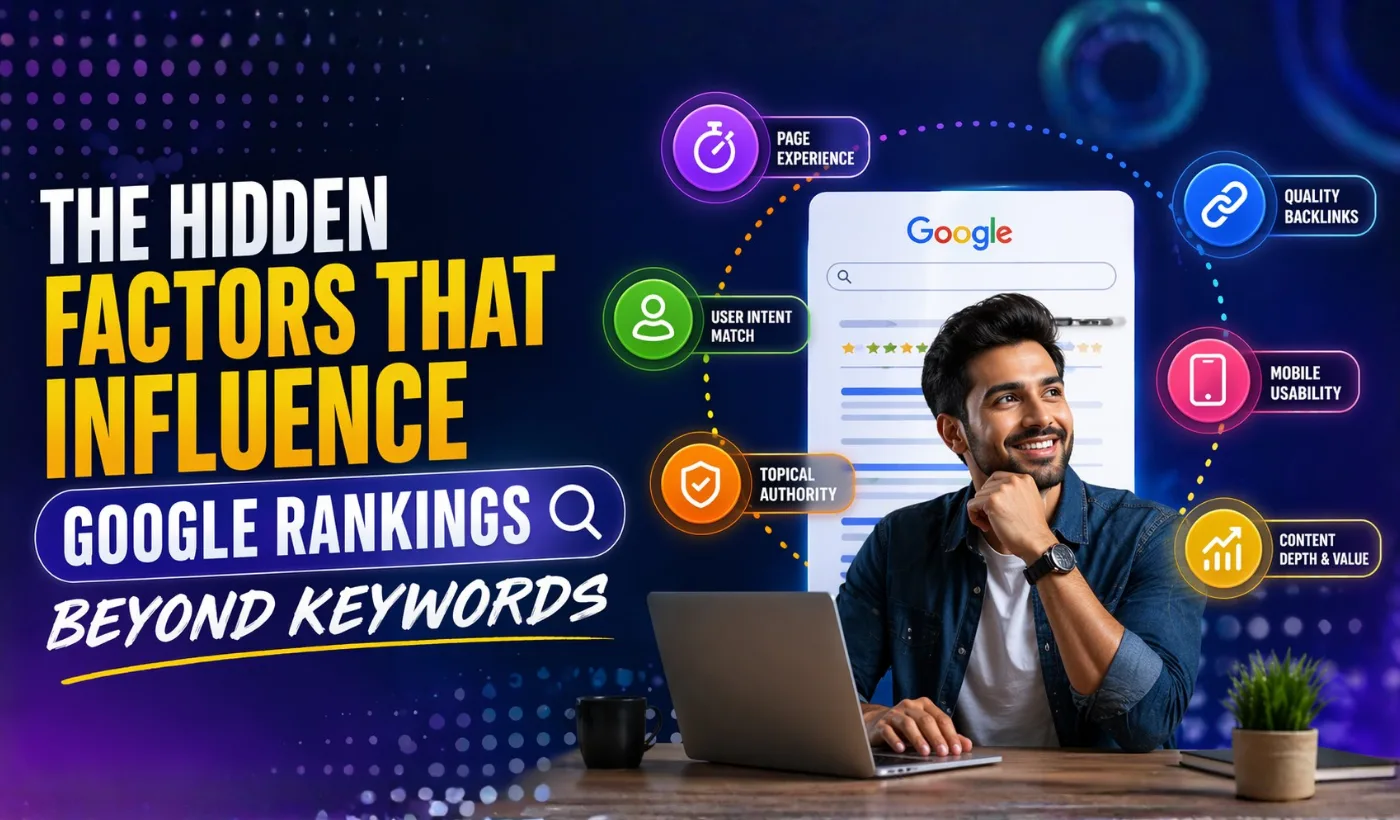 THE HIDDEN
FACTORS THAT
INFLUENCE
GOOGLE RANKINGS
BEYOND KEYWORDS
PAGE
EXPERIENCE
USER INTENT
MATCH
TOPICAL
AUTHORITY
Google
QUALITY
BACKLINKS
MOBILE
USABILITY
CONTENT
DEPTH & VALUE